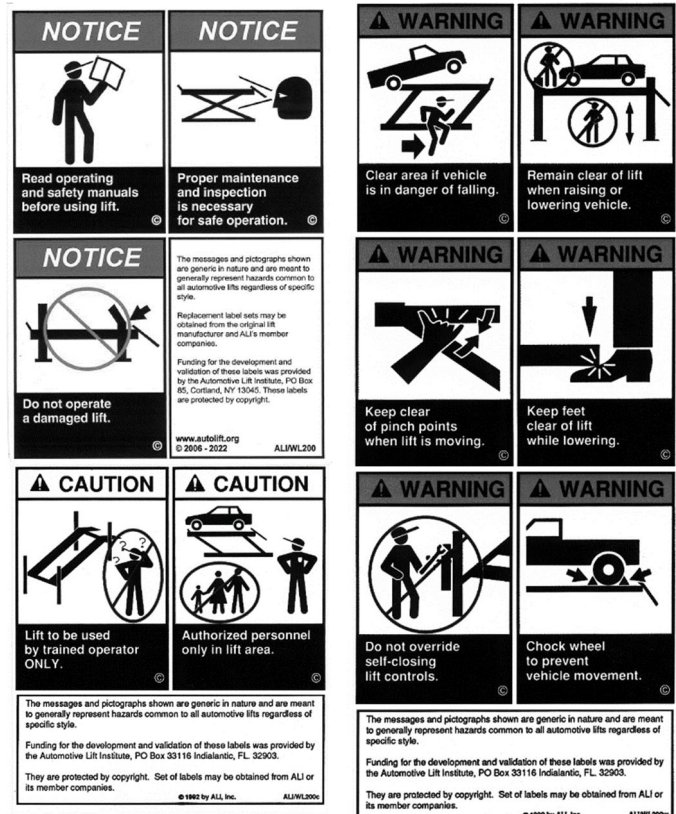 NOTICE
Read operating
and safety manuals
before using lift.
©
NOTICE
Proper maintenance
and inspection
is necessary
for safe operation.
©
NOTICE
Do not operate
a damaged lift.
©
The messages and pictographs shown
are generic in nature and are meant to
generally represent hazards common to
all automotive lifts regardless of specific
style.
Replacement label sets may be
obtained from the original lift
manufacturer and ALI's member
companies.
Funding for the development and
validation of these labels was provided
by the Automotive Lift Institute, PO Box
85, Cortland, NY 13045. These labels
are protected by copyright.
www.autolift.org
© 2006 - 2022 ALI/WL200
CAUTION
? ?
Lift to be used
by trained operator
ONLY.
©
CAUTION
Authorized personnel
only in lift area.
©
The messages and pictographs shown are generic in nature and are meant
to generally represent hazards common to all automotive lifts regardless of
specific style.
Funding for the development and validation of these labels was provided by
the Automotive Lift Institute, PO Box 33116 Indialantic, FL. 32903.
They are protected by copyright. Set of labels may be obtained from ALI or
its member companies.
© 1992 by ALI, Inc. ALI/WL200c
WARNING
Clear area if vehicle
is in danger of falling.
©
WARNING
Remain clear of lift
when raising or
lowering vehicle.
©
WARNING
Keep clear
of pinch points
when lift is moving.
©
WARNING
Keep feet
clear of lift
while lowering.
©
WARNING
Do not override
self-closing
lift controls.
©
WARNING
Chock wheel
to prevent
vehicle movement.
©
The messages and pictographs shown are generic in nature and are meant
to generally represent hazards common to all automotive lifts regardless of
specific style.
Funding for the development and validation of these labels was provided by
the Automotive Lift Institute, PO Box 33116 Indialantic, FL. 32903.
They are protected by copyright. Set of labels may be obtained from ALI or
its member companies.